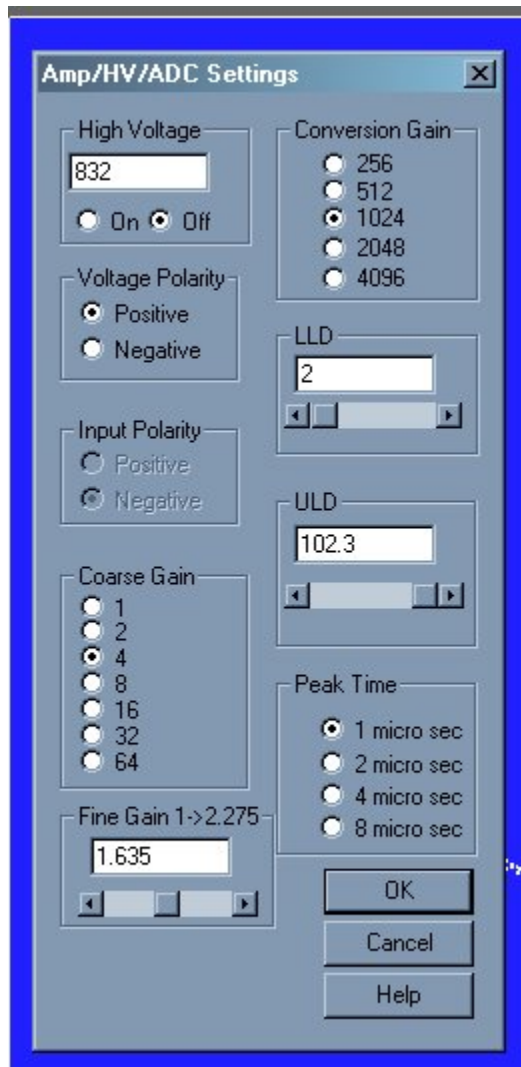 Amp/HV/ADC Settings
High Voltage
832
On Off
Voltage Polarity
Positive
Negative
Input Polarity
Positive
Negative
Coarse Gain
1
2
4
8
16
32
64
Fine Gain 1->2.275
1.635
Conversion Gain
256
512
1024
2048
4096
LLD
2
ULD
102.3
Peak Time
1 micro sec
2 micro sec
4 micro sec
8 micro sec
OK
Cancel
Help